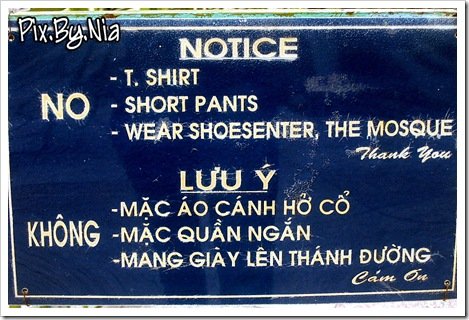 Pix.By.Nia
NOTICE
NO
- T. SHIRT
- SHORT PANTS
- WEAR SHOESENTER, THE MOSQUE
Thank You
LƯU Ý
KHÔNG
-MẶC ÁO CÁNH HỞ CỔ
-MẶC QUẦN NGẮN
-MANG GIÀY LÊN THÁNH ĐƯỜNG
Cám Ơn